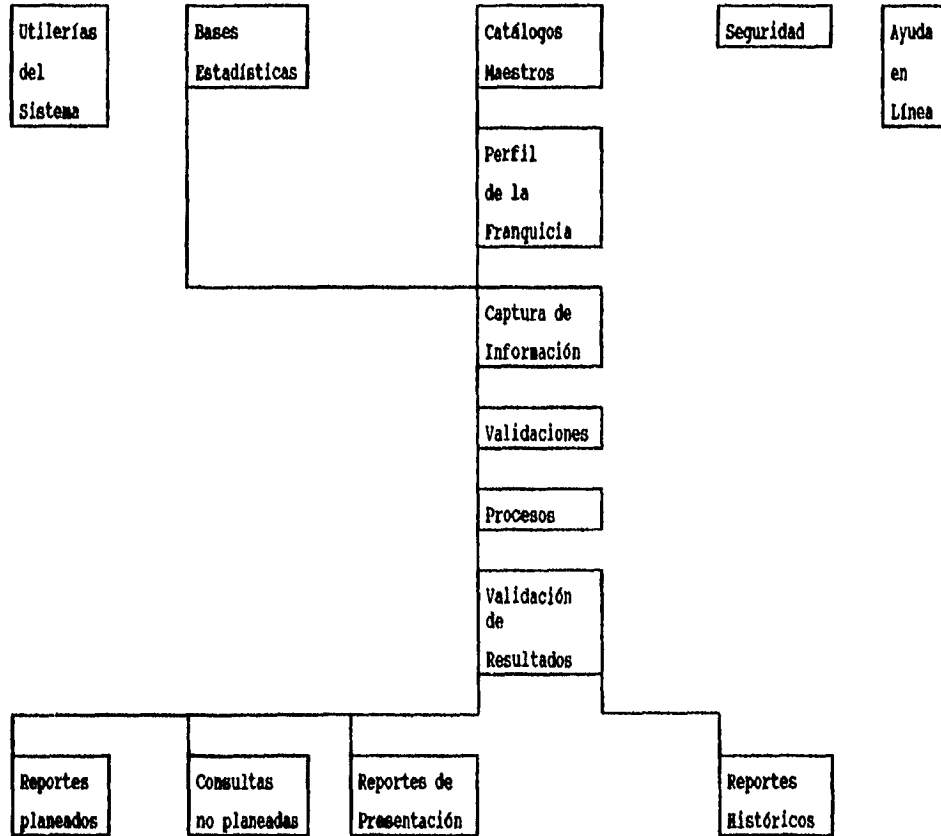 Utilerías
del
Sistema
Bases
Estadísticas
Catálogos
Maestros
Seguridad
Ayuda
en
Línea
Perfil
de la
Franquicia
Captura de
Información
Validaciones
Procesos
Validación
de
Resultados
Reportes
planeados
Consultas
no planeadas
Reportes de
Presentación
Reportes
Históricos